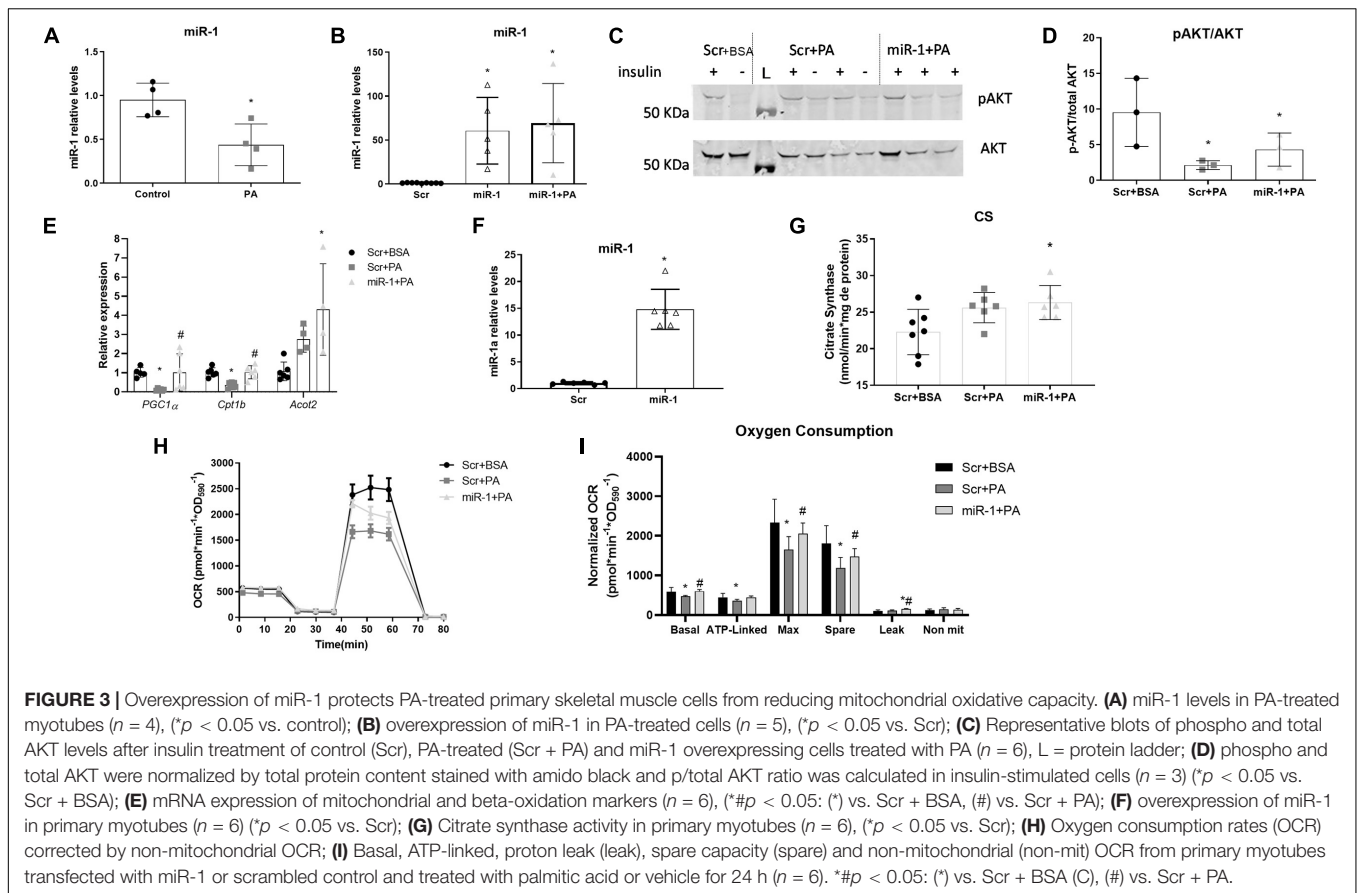 A
miR-1
miR-1 relative levels
1.5
1.0
0.5
0.0
*
Control
PA
B
miR-1
miR-1 relative levels
150
100
75
50
25
0
*
*
Scr
miR-1
miR-1+PA
C
Scr+BSA
Scr+PA
miR-1+PA
insulin
+ - L + - + - + + +
50 KDa
pAKT
50 KDa
AKT
D
pAKT/AKT
p-AKT/total AKT
20
15
10
5
0
*
*
Scr+BSA
Scr+PA
miR-1+PA
E
Relative expression
8
6
4
2
1
0
*
#
*
#
*
Scr+BSA
Scr+PA
miR-1+PA
PGC1α
Cpt1b
Acot2
F
miR-1
miR-1a relative levels
25
20
15
10
5
0
*
Scr
miR-1
G
CS
Citrate Synthase
(nmol/min*mg de protein)
35
30
25
20
15
*
Scr+BSA
Scr+PA
miR-1+PA
H
OCR (pmol*min⁻¹*OD₅₉₀⁻¹)
3000
2500
2000
1500
1000
500
0
0 10 20 30 40 50 60 70 80
Time(min)
Scr+BSA
Scr+PA
miR-1+PA
I
Oxygen Consumption
Normalized OCR
(pmol*min⁻¹*OD₅₉₀⁻¹)
4000
3000
2000
1000
0
* #
*
* #
* #
*#
Basal
ATP-Linked
Max
Spare
Leak
Non mit
Scr+BSA
Scr+PA
miR-1+PA
FIGURE 3 | Overexpression of miR-1 protects PA-treated primary skeletal muscle cells from reducing mitochondrial oxidative capacity. (A) miR-1 levels in PA-treated
myotubes (n = 4), (*p < 0.05 vs. control); (B) overexpression of miR-1 in PA-treated cells (n = 5), (*p < 0.05 vs. Scr); (C) Representative blots of phospho and total
AKT levels after insulin treatment of control (Scr), PA-treated (Scr + PA) and miR-1 overexpressing cells treated with PA (n = 6), L = protein ladder; (D) phospho and
total AKT were normalized by total protein content stained with amido black and p/total AKT ratio was calculated in insulin-stimulated cells (n = 3) (*p < 0.05 vs.
Scr + BSA); (E) mRNA expression of mitochondrial and beta-oxidation markers (n = 6), (*#p < 0.05: (*) vs. Scr + BSA, (#) vs. Scr + PA); (F) overexpression of miR-1
in primary myotubes (n = 6) (*p < 0.05 vs. Scr); (G) Citrate synthase activity in primary myotubes (n = 6), (*p < 0.05 vs. Scr); (H) Oxygen consumption rates (OCR)
corrected by non-mitochondrial OCR; (I) Basal, ATP-linked, proton leak (leak), spare capacity (spare) and non-mitochondrial (non-mit) OCR from primary myotubes
transfected with miR-1 or scrambled control and treated with palmitic acid or vehicle for 24 h (n = 6). *#p < 0.05: (*) vs. Scr + BSA (C), (#) vs. Scr + PA.